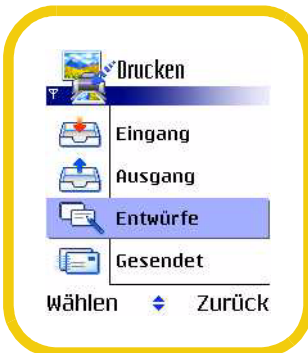 Drucken
Eingang
Ausgang
Entwürfe
Gesendet
Wählen Zurück